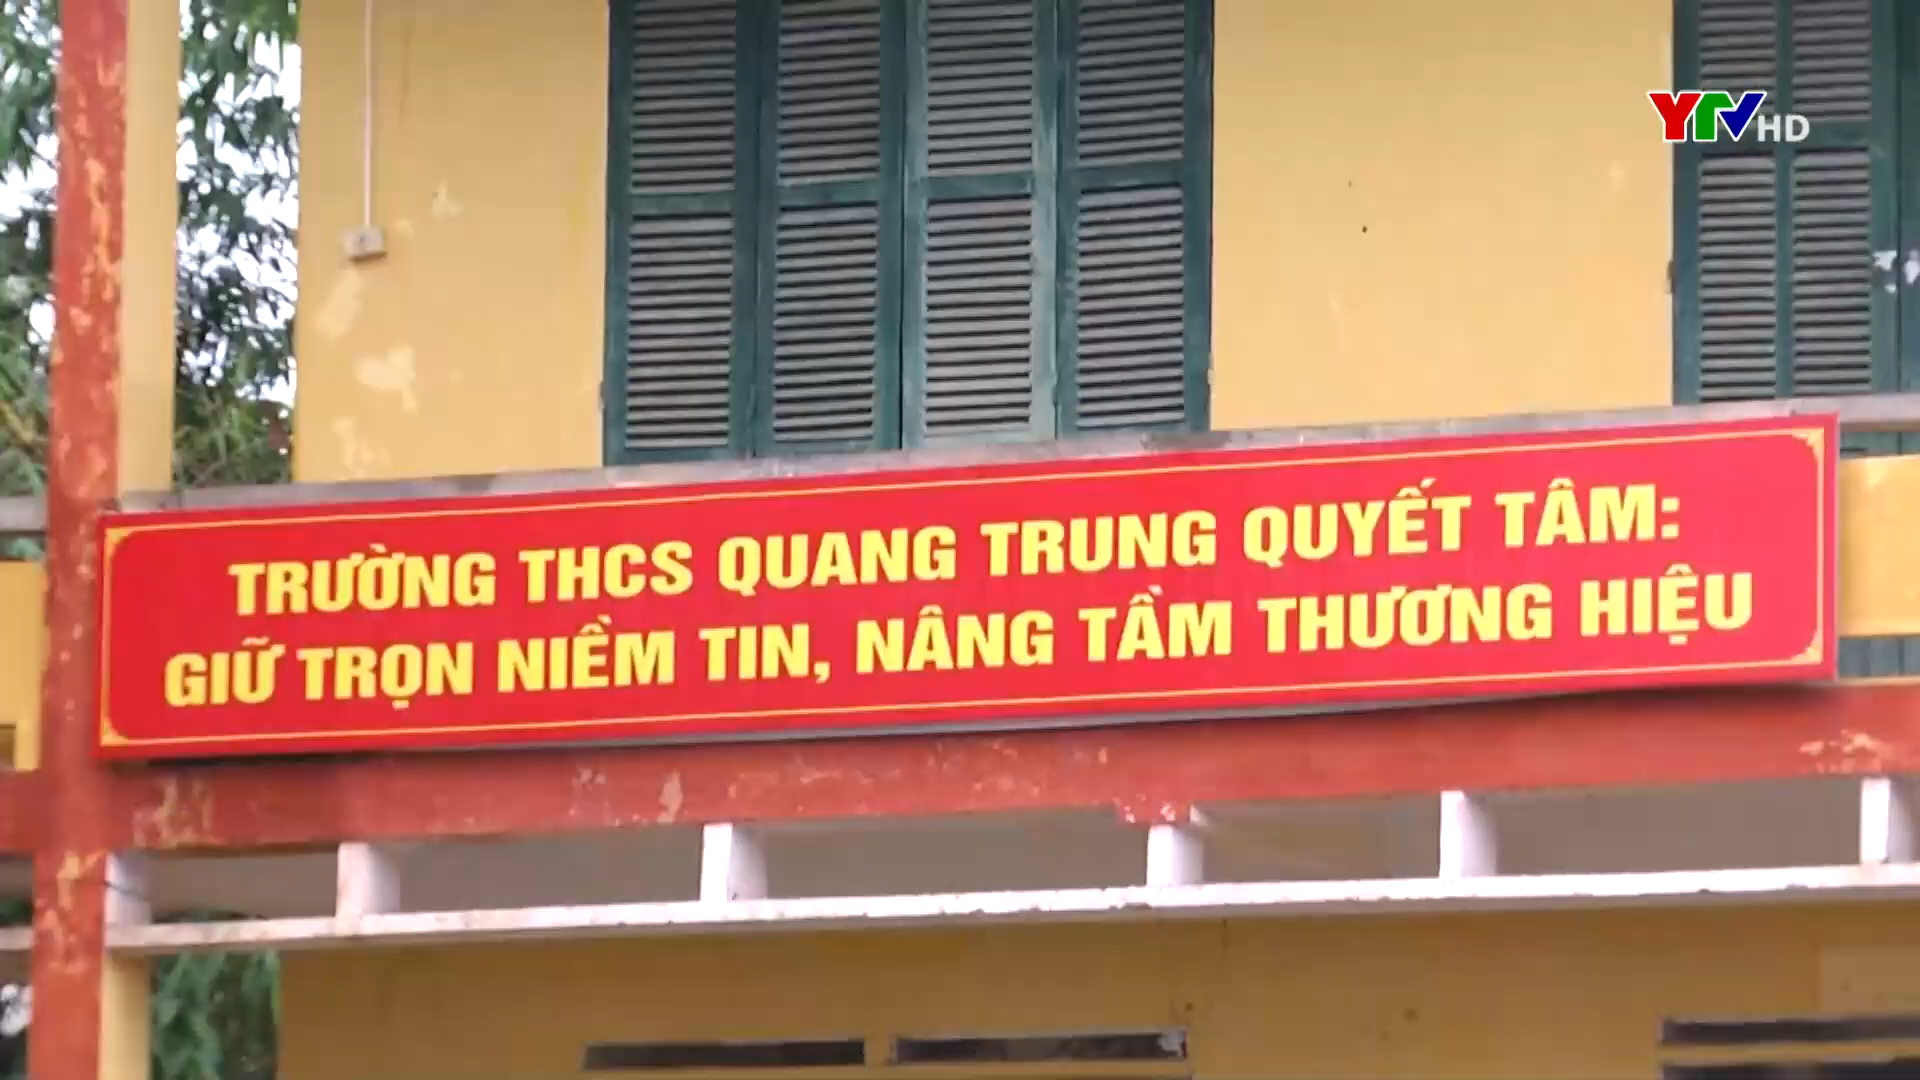 YTV HD
TRƯỜNG THCS QUANG TRUNG QUYẾT TÂM:
GIỮ TRỌN NIỀM TIN, NÂNG TẦM THƯƠNG HIỆU